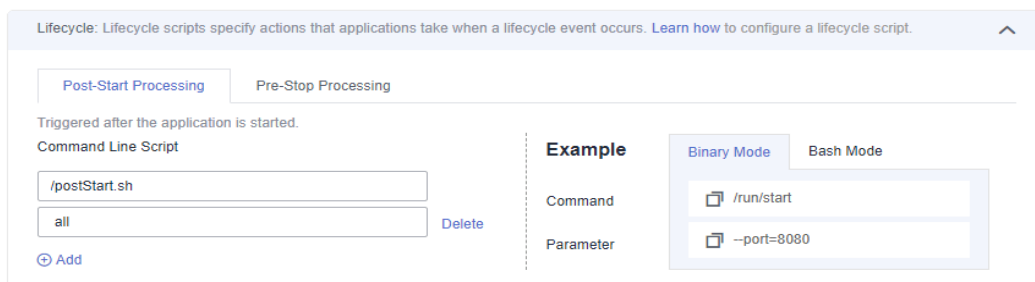 Lifecycle: Lifecycle scripts specify actions that applications take when a lifecycle event occurs. Learn how to configure a lifecycle script.
Post-Start Processing
Pre-Stop Processing
Triggered after the application is started.
Command Line Script
/postStart.sh
all
Delete
Add
Example
Binary Mode
Bash Mode
Command
/run/start
Parameter
--port=8080